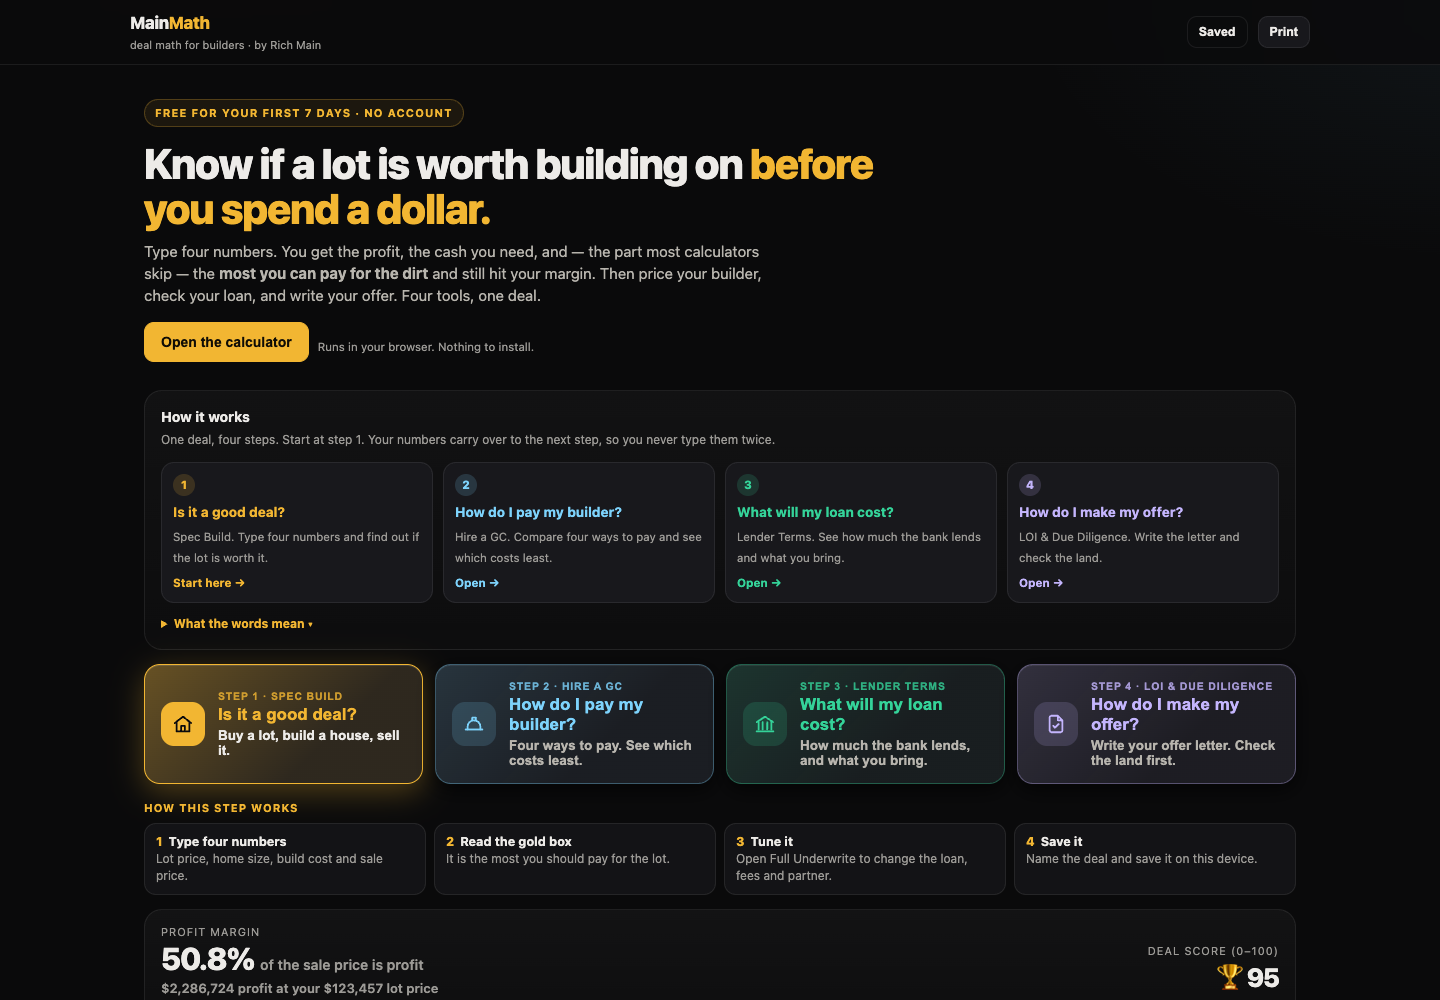 MainMath
deal math for builders · by Rich Main
Saved
Print
FREE FOR YOUR FIRST 7 DAYS · NO ACCOUNT
Know if a lot is worth building on before
you spend a dollar.
Type four numbers. You get the profit, the cash you need, and — the part most calculators
skip — the most you can pay for the dirt and still hit your margin. Then price your builder,
check your loan, and write your offer. Four tools, one deal.
Open the calculator
Runs in your browser. Nothing to install.
How it works
One deal, four steps. Start at step 1. Your numbers carry over to the next step, so you never type them twice.
1
Is it a good deal?
Spec Build. Type four numbers and find out if
the lot is worth it.
Start here →
2
How do I pay my builder?
Hire a GC. Compare four ways to pay and see
which costs least.
Open →
3
What will my loan cost?
Lender Terms. See how much the bank lends
and what you bring.
Open →
4
How do I make my offer?
LOI & Due Diligence. Write the letter and
check the land.
Open →
▶ What the words mean ▾
STEP 1 · SPEC BUILD
Is it a good deal?
Buy a lot, build a house, sell
it.
STEP 2 · HIRE A GC
How do I pay my
builder?
Four ways to pay. See which
costs least.
STEP 3 · LENDER TERMS
What will my loan
cost?
How much the bank lends,
and what you bring.
STEP 4 · LOI & DUE DILIGENCE
How do I make my
offer?
Write your offer letter. Check
the land first.
HOW THIS STEP WORKS
1 Type four numbers
Lot price, home size, build cost and sale
price.
2 Read the gold box
It is the most you should pay for the lot.
3 Tune it
Open Full Underwrite to change the loan,
fees and partner.
4 Save it
Name the deal and save it on this device.
PROFIT MARGIN
50.8% of the sale price is profit
$2,286,724 profit at your $123,457 lot price
DEAL SCORE (0–100)
🏆 95